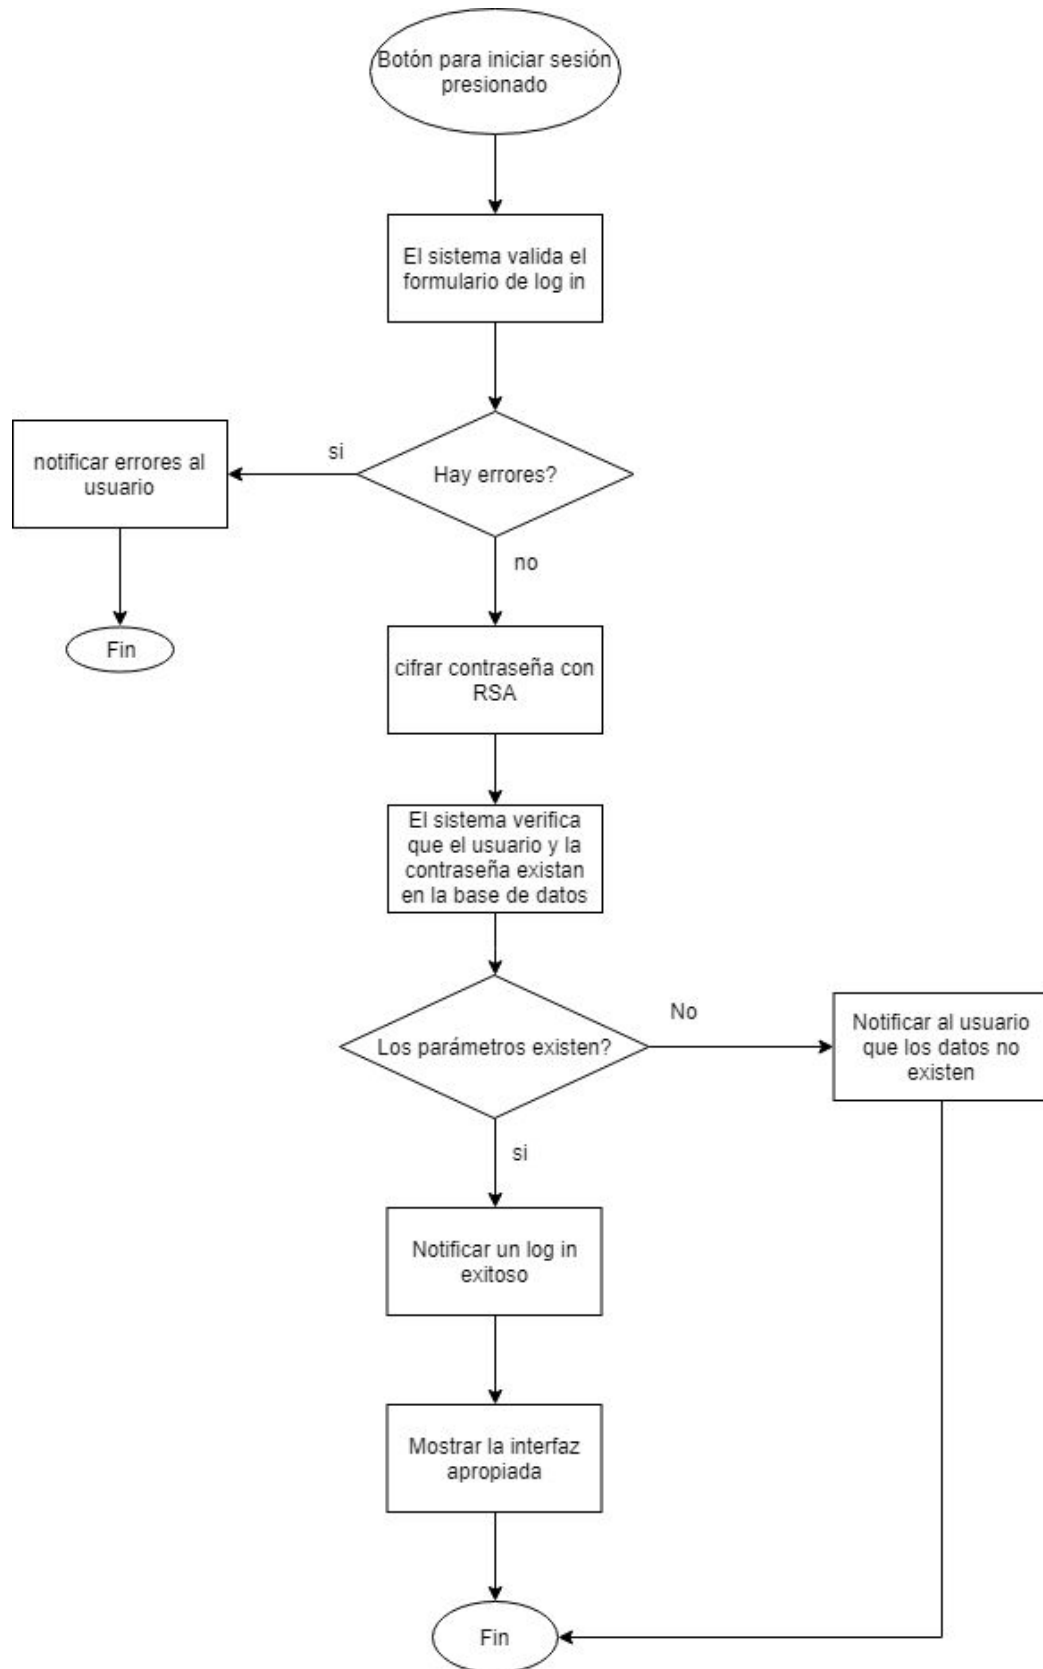 Botón para iniciar sesión
presionado
El sistema valida el
formulario de log in
Hay errores?
si
notificar errores al
usuario
Fin
no
cifrar contraseña con
RSA
El sistema verifica
que el usuario y la
contraseña existan
en la base de datos
Los parámetros existen?
No
Notificar al usuario
que los datos no
existen
si
Notificar un log in
exitoso
Mostrar la interfaz
apropiada
Fin